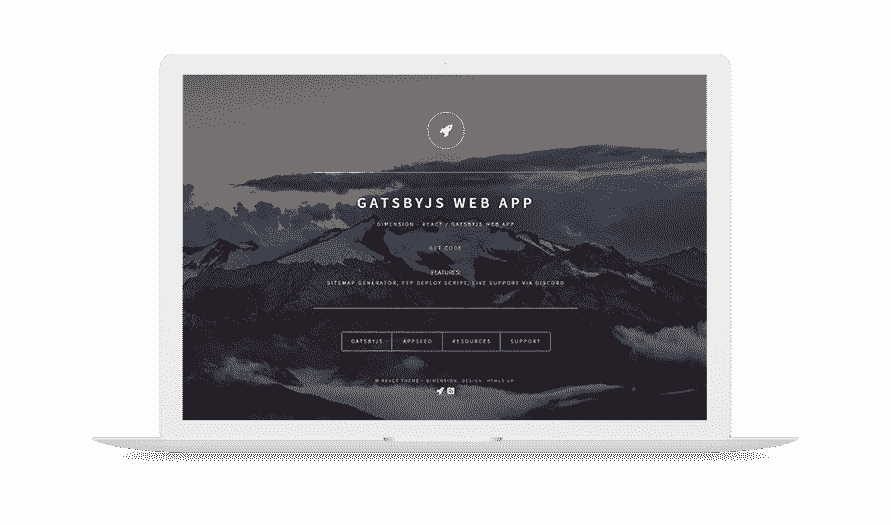 GATSBYJS WEB APP
DIMENSION - REACT / GATSBYJS WEB APP
GET CODE
FEATURES:
SITEMAP GENERATOR, FTP DEPLOY SCRIPT, LIVE SUPPORT VIA DISCORD
GATSBYJS APPSEED RESOURCES SUPPORT
© REACT THEME - DIMENSION. DESIGN: HTML5 UP